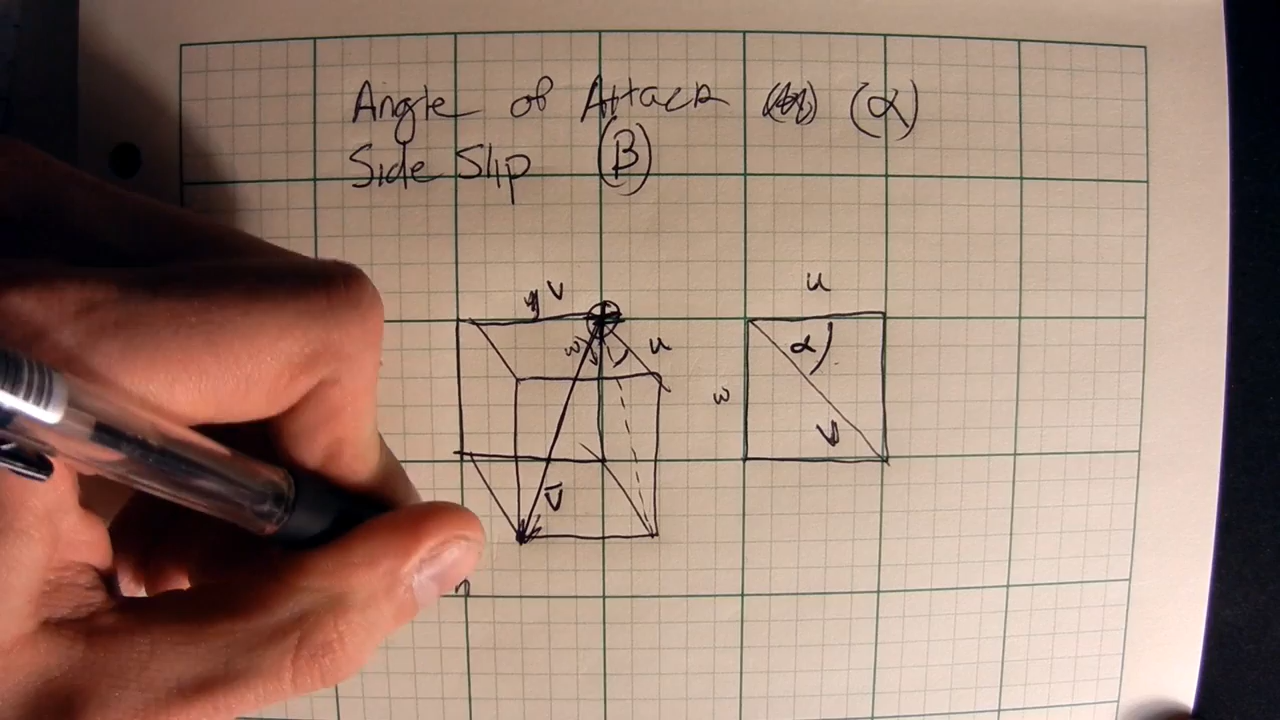 Angle of Attack (α)
Side Slip (β)
v
u
w
u
α
w
V
V̅